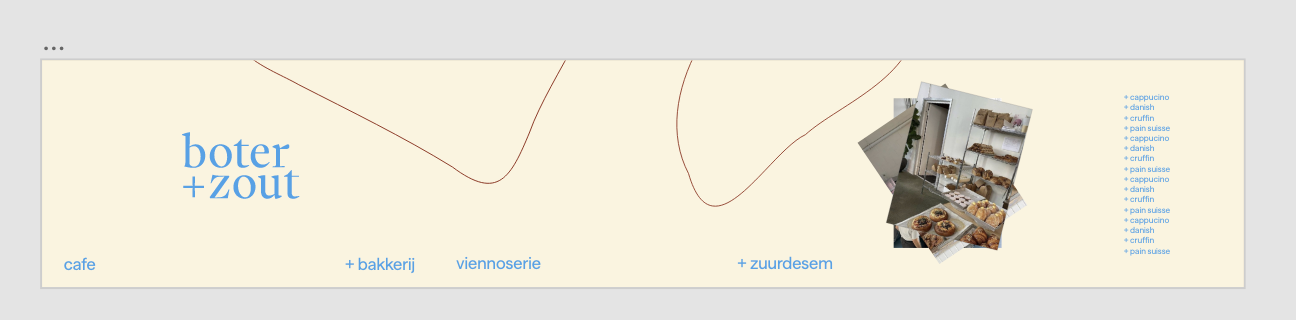 boter
+zout
cafe
+ bakkerij
viennoserie
+ zuurdesem
+ cappucino
+ danish
+ cruffin
+ pain suisse
+ cappucino
+ danish
+ cruffin
+ pain suisse
+ cappucino
+ danish
+ cruffin
+ pain suisse
+ cappucino
+ danish
+ cruffin
+ pain suisse